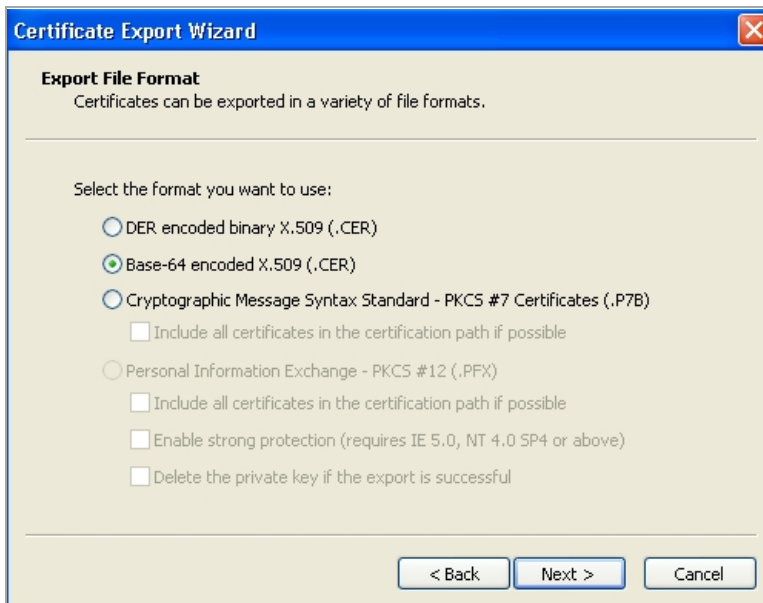 Certificate Export Wizard
Export File Format
Certificates can be exported in a variety of file formats.
Select the format you want to use:
DER encoded binary X.509 (.CER)
Base-64 encoded X.509 (.CER)
Cryptographic Message Syntax Standard - PKCS #7 Certificates (.P7B)
Include all certificates in the certification path if possible
Personal Information Exchange - PKCS #12 (.PFX)
Include all certificates in the certification path if possible
Enable strong protection (requires IE 5.0, NT 4.0 SP4 or above)
Delete the private key if the export is successful
< Back Next > Cancel